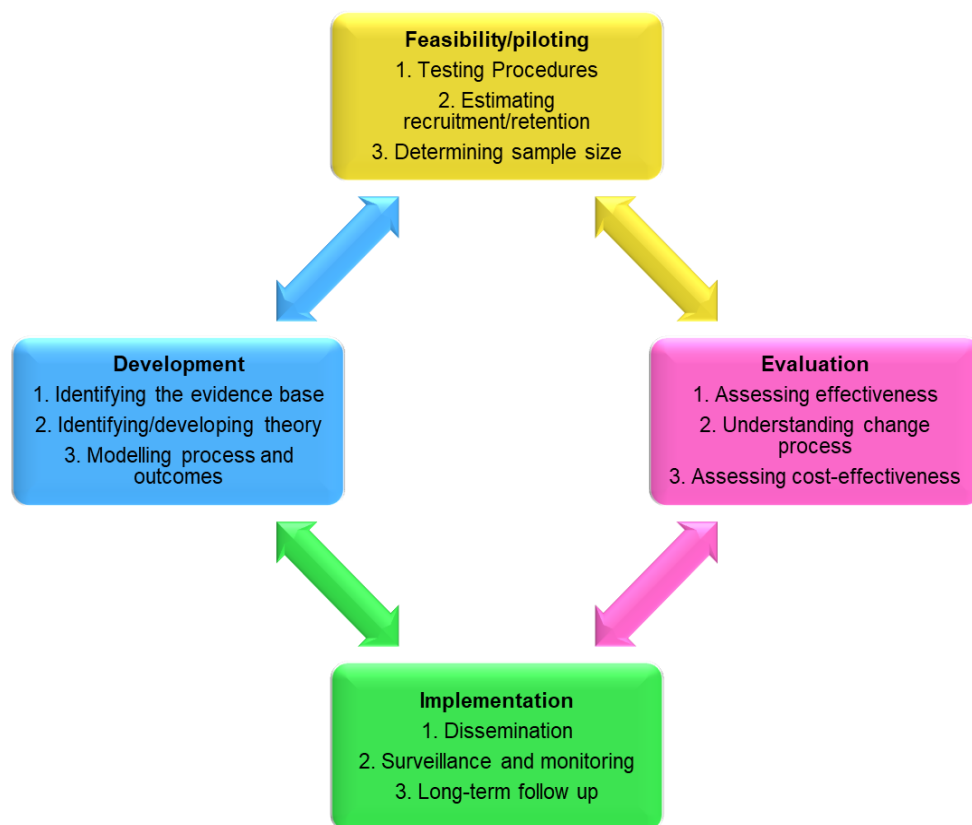 Feasibility/piloting
1. Testing Procedures
2. Estimating
recruitment/retention
3. Determining sample size
Development
1. Identifying the evidence base
2. Identifying/developing theory
3. Modelling process and
outcomes
Evaluation
1. Assessing effectiveness
2. Understanding change
process
3. Assessing cost-effectiveness
Implementation
1. Dissemination
2. Surveillance and monitoring
3. Long-term follow up